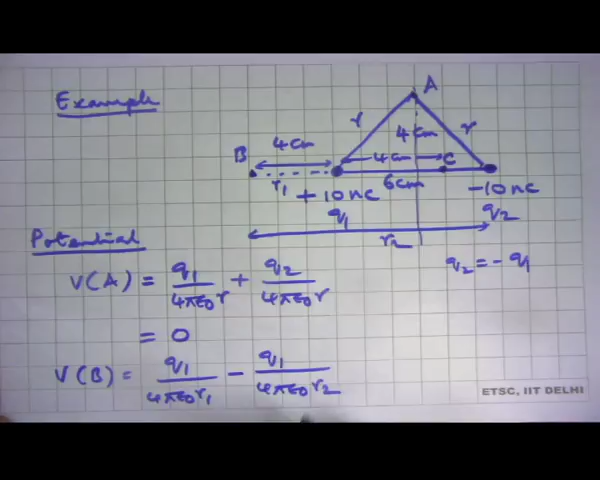 Example
A
r
r
4cm
4cm
B
4cm
C
r1
6cm
+10nC
-10nC
q1
q2
r2
Potential
q2 = - q1
V(A) = q1/4πε0r + q2/4πε0r
= 0
V(B) = q1/4πε0r1 - q1/4πε0r2
ETSC, IIT DELHI